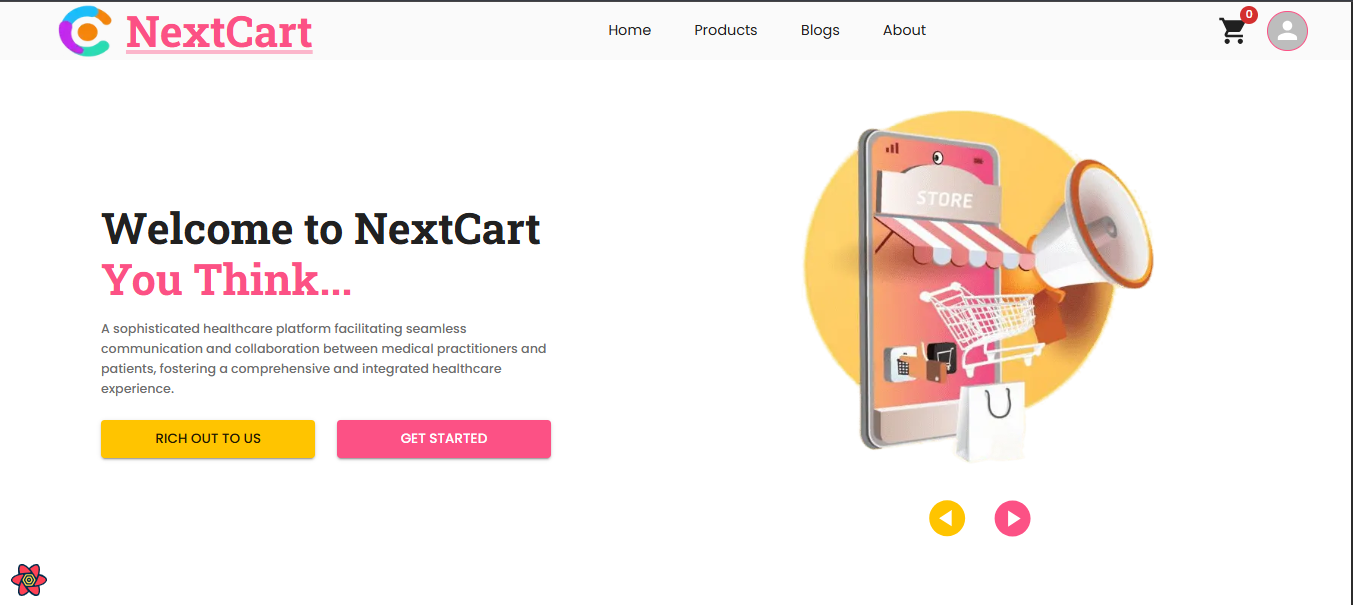 NextCart
Home Products Blogs About
0
STORE
Welcome to NextCart
You Think...
A sophisticated healthcare platform facilitating seamless
communication and collaboration between medical practitioners and
patients, fostering a comprehensive and integrated healthcare
experience.
RICH OUT TO US GET STARTED